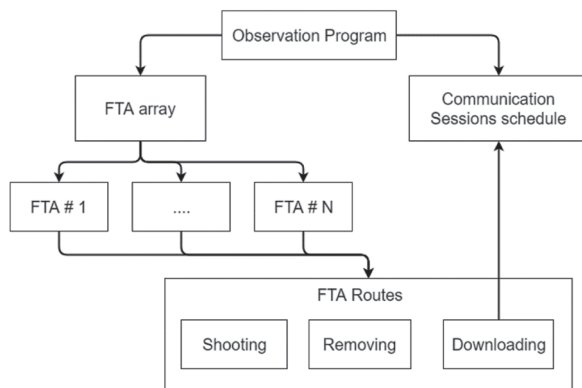 Observation Program
FTA array
Communication
Sessions schedule
FTA # 1
....
FTA # N
FTA Routes
Shooting
Removing
Downloading